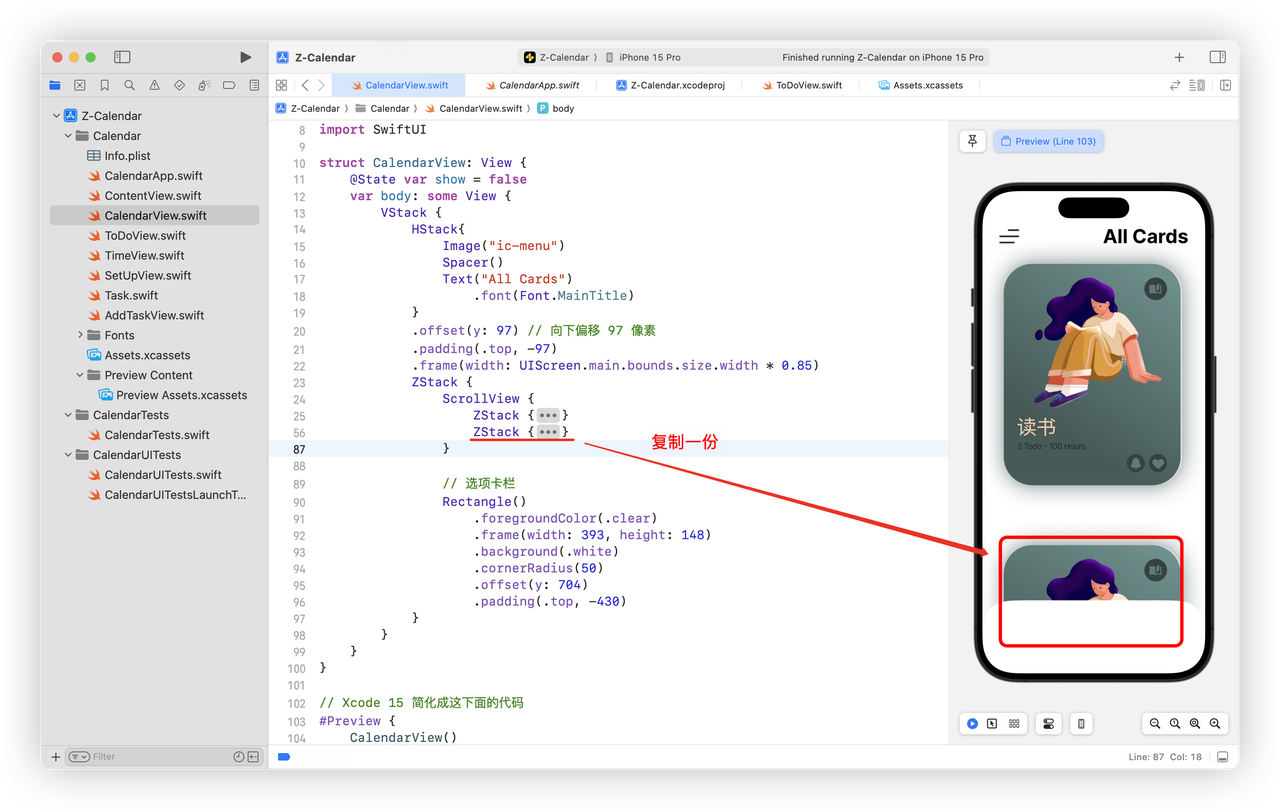 Z-Calendar
Z-Calendar 〉 iPhone 15 Pro
Finished running Z-Calendar on iPhone 15 Pro
CalendarView.swift
CalendarApp.swift
Z-Calendar.xcodeproj
ToDoView.swift
Assets.xcassets
Z-Calendar 〉 Calendar 〉 CalendarView.swift 〉 P body
Z-Calendar
Calendar
Info.plist
CalendarApp.swift
ContentView.swift
CalendarView.swift
ToDoView.swift
TimeView.swift
SetUpView.swift
Task.swift
AddTaskView.swift
Fonts
Assets.xcassets
Preview Content
Preview Assets.xcassets
CalendarTests
CalendarTests.swift
CalendarUITests
CalendarUITests.swift
CalendarUITestsLaunchT...
Filter
8 import SwiftUI
9
10 struct CalendarView: View {
11 @State var show = false
12 var body: some View {
13 VStack {
14 HStack{
15 Image("ic-menu")
16 Spacer()
17 Text("All Cards")
18 .font(Font.MainTitle)
19 }
20 .offset(y: 97) // 向下偏移 97 像素
21 .padding(.top, -97)
22 .frame(width: UIScreen.main.bounds.size.width * 0.85)
23 ZStack {
24 ScrollView {
25 ZStack {•••}
56 ZStack {•••}
复制一份
87 }
88
89 // 选项卡栏
90 Rectangle()
91 .foregroundColor(.clear)
92 .frame(width: 393, height: 148)
93 .background(.white)
94 .cornerRadius(50)
95 .offset(y: 704)
96 .padding(.top, -430)
97 }
98 }
99 }
100 }
101
102 // Xcode 15 简化成这下面的代码
103 #Preview {
104 CalendarView()
Preview (Line 103)
All Cards
读书
3 Todo - 100 Hours
Line: 87 Col: 18